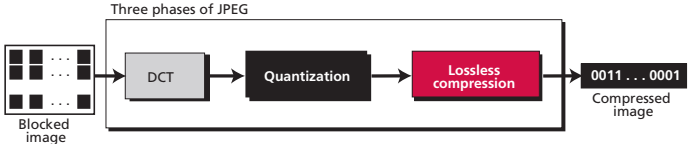 Three phases of JPEG
DCT
Quantization
Lossless
compression
0011 . . . 0001
Blocked
image
Compressed
image